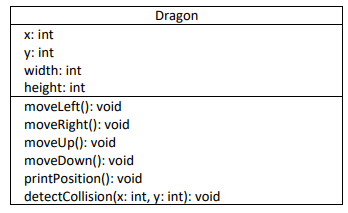 Dragon
x: int
y: int
width: int
height: int
moveLeft(): void
moveRight(): void
moveUp(): void
moveDown(): void
printPosition(): void
detectCollision(x: int, y: int): void